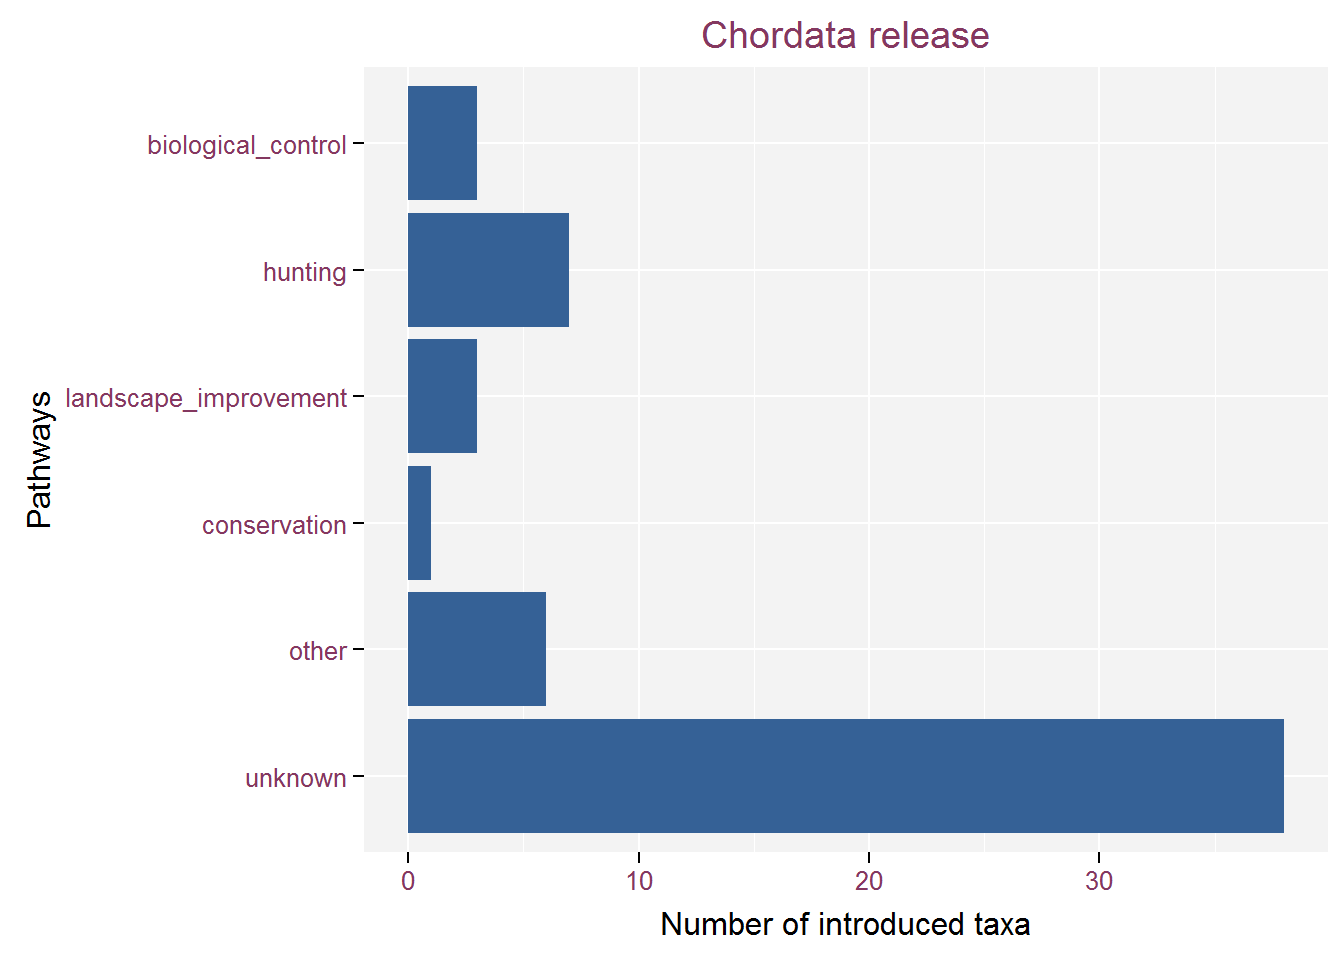 Chordata release
biological_control
hunting
landscape_improvement
conservation
other
unknown
Pathways
0 10 20 30
Number of introduced taxa